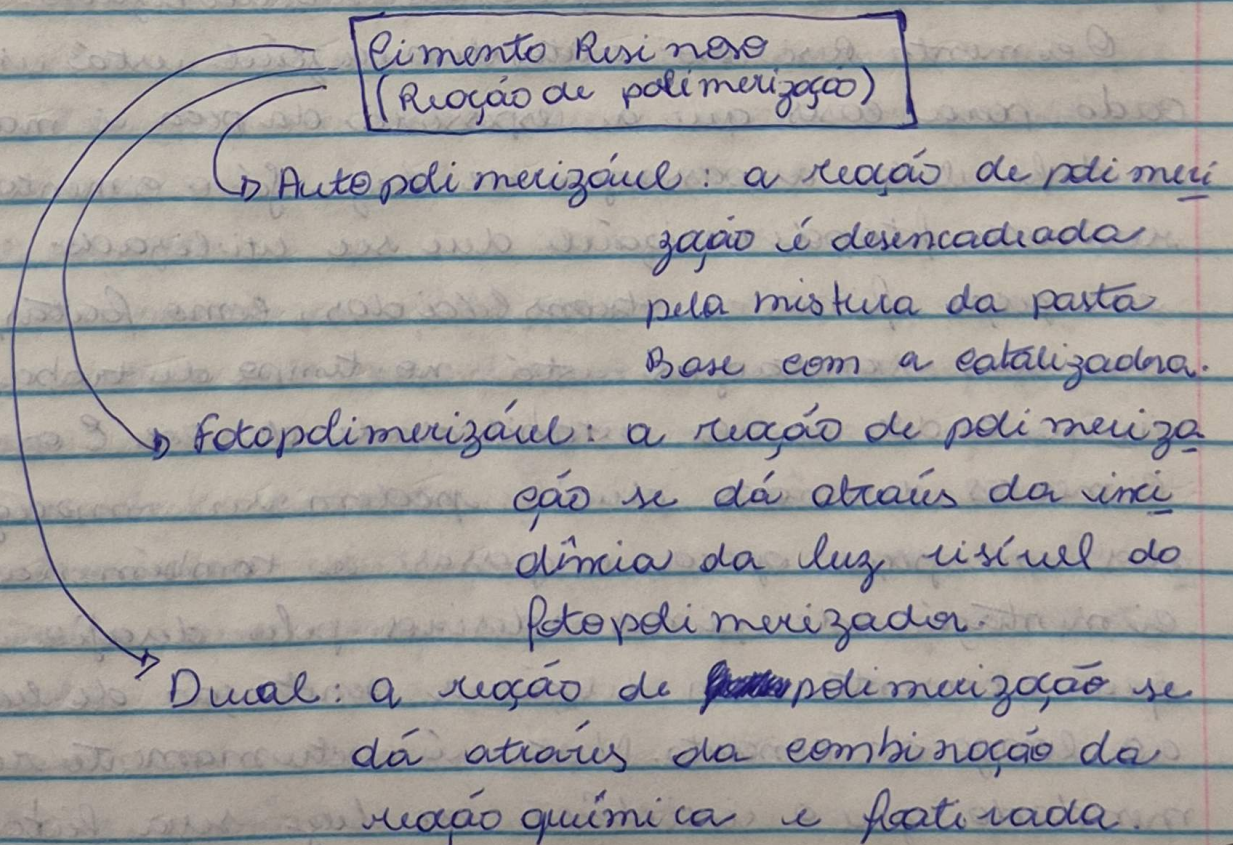 Cimento Resinoso
(Reação de polimerização)
Autopolimerizável: a reação de polimeri
zação é desencadeada
pela mistura da pasta
Base com a catalizadora.
Fotopolimerizável: a reação de polimeriza
ção se dá através da inci
dência da luz visível do
fotopolimerizador.
Dual: a reação de polimerização se
dá através da combinação da
reação química e foativada.